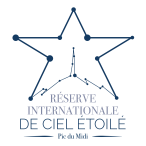 RÉSERVE
INTERNATIONALE
DE CIEL ÉTOILÉ
Pic du Midi